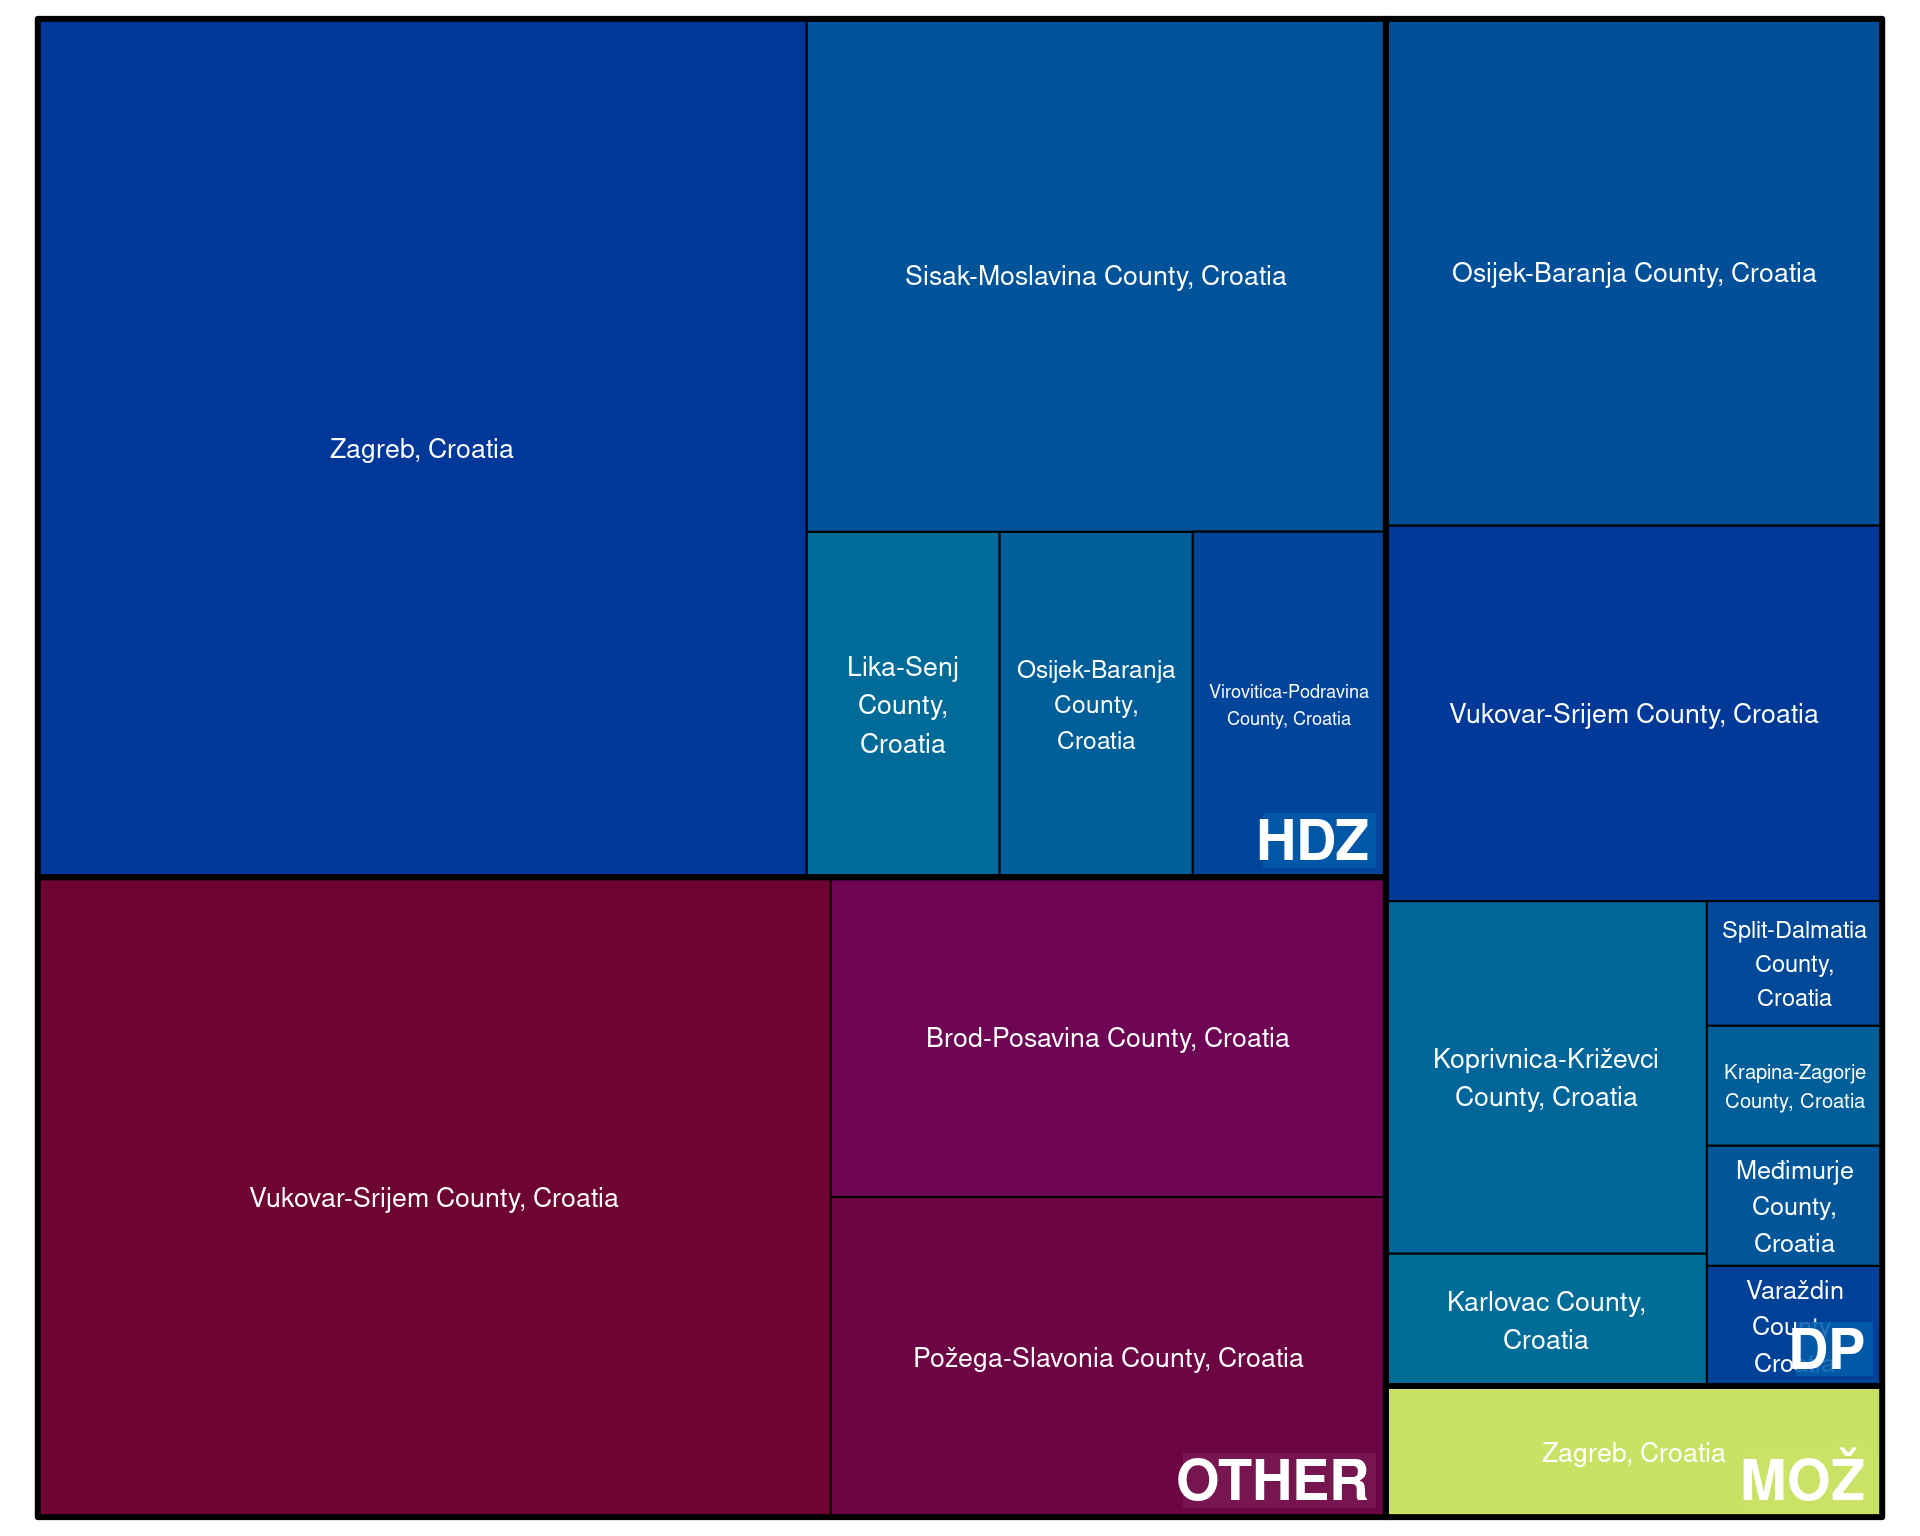 Zagreb, Croatia
Sisak-Moslavina County, Croatia
Lika-Senj
County,
Croatia
Osijek-Baranja
County,
Croatia
Virovitica-Podravina
County, Croatia
HDZ
Osijek-Baranja County, Croatia
Vukovar-Srijem County, Croatia
Koprivnica-Križevci
County, Croatia
Karlovac County,
Croatia
Split-Dalmatia
County,
Croatia
Krapina-Zagorje
County, Croatia
Međimurje
County,
Croatia
Varaždin
County,
Croatia
DP
Vukovar-Srijem County, Croatia
Brod-Posavina County, Croatia
Požega-Slavonia County, Croatia
OTHER
Zagreb, Croatia
MOŽ